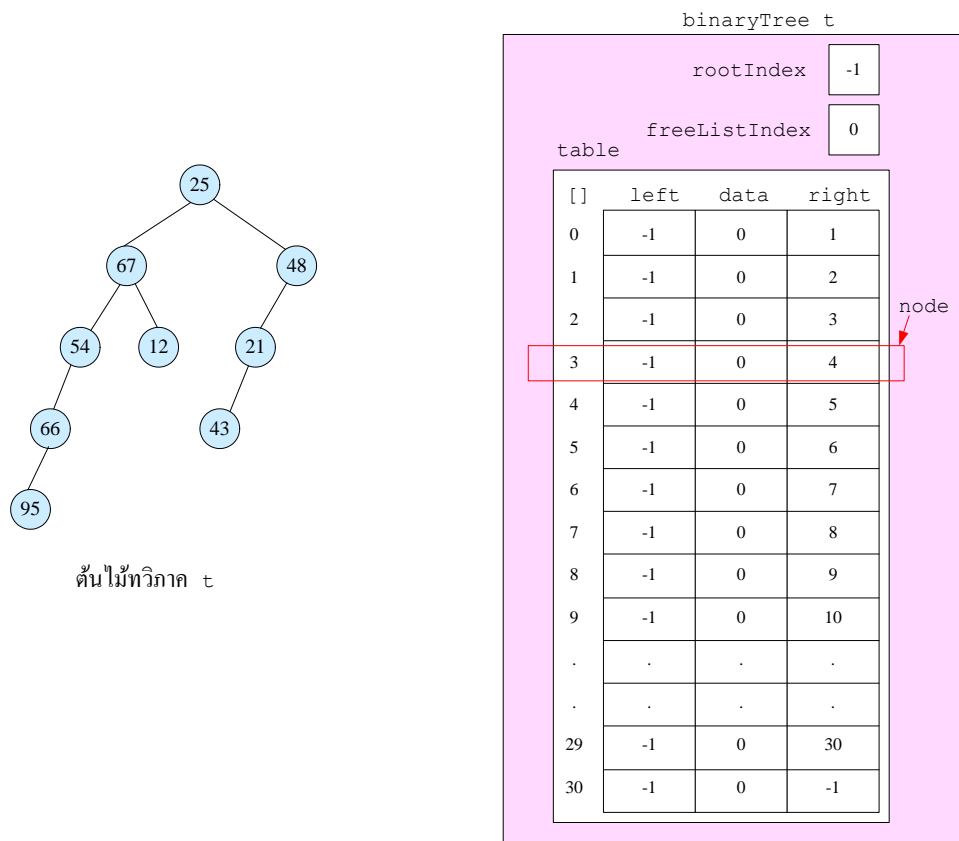 25
67 48
54 12 21
66 43
95
ต้นไม้ทวิภาค t
binaryTree t
rootIndex -1
freeListIndex 0
table
[] left data right
0 -1 0 1
1 -1 0 2
2 -1 0 3
node
3 -1 0 4
4 -1 0 5
5 -1 0 6
6 -1 0 7
7 -1 0 8
8 -1 0 9
9 -1 0 10
. . . .
. . . .
29 -1 0 30
30 -1 0 -1